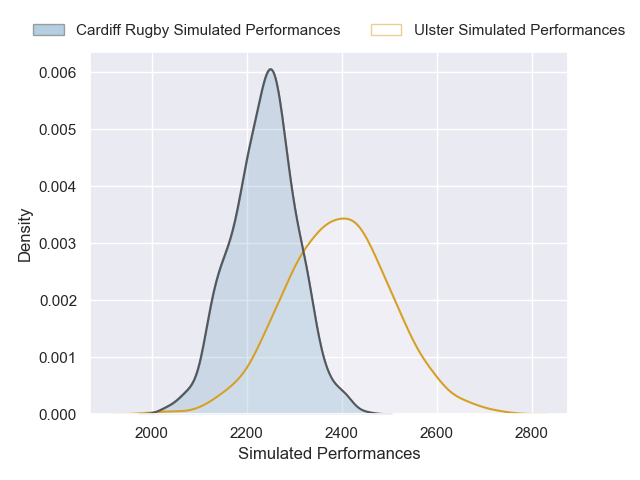 Cardiff Rugby Simulated Performances Ulster Simulated Performances
0.006
0.005
0.004
0.003
0.002
0.001
0.000
Density
2000 2200 2400 2600 2800
Simulated Performances